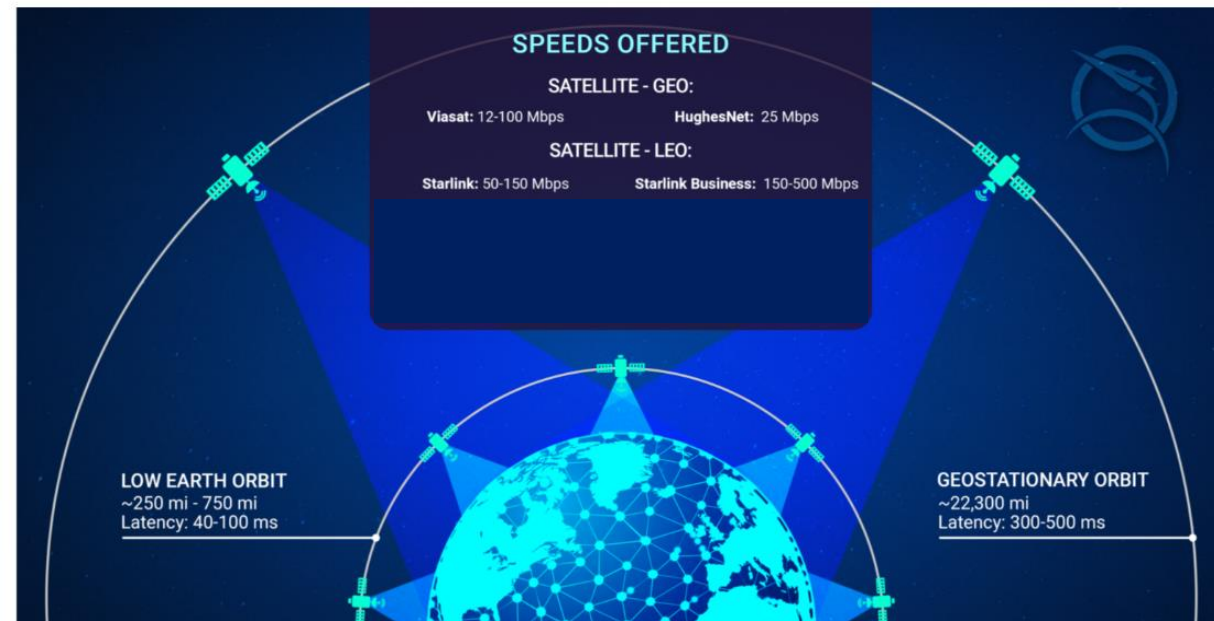 SPEEDS OFFERED
SATELLITE - GEO:
Viasat: 12-100 Mbps
HughesNet: 25 Mbps
SATELLITE - LEO:
Starlink: 50-150 Mbps
Starlink Business: 150-500 Mbps
LOW EARTH ORBIT
~250 mi - 750 mi
Latency: 40-100 ms
GEOSTATIONARY ORBIT
~22,300 mi
Latency: 300-500 ms